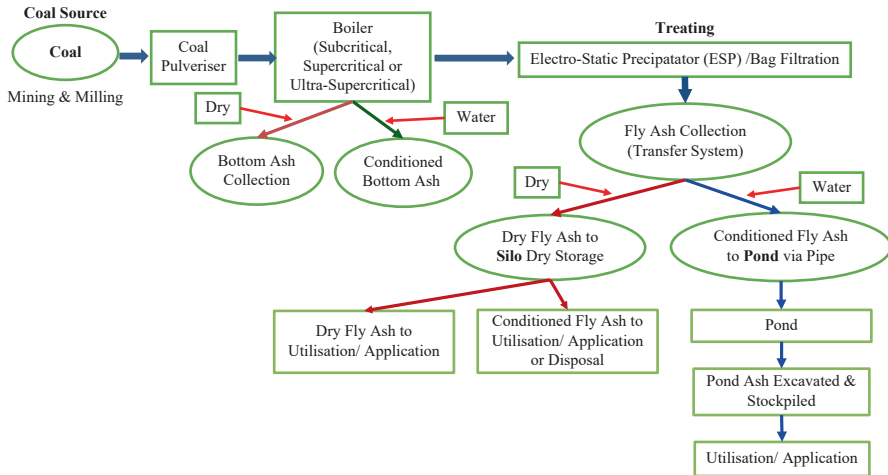 Coal Source
Coal
Mining & Milling
Coal
Pulveriser
Boiler
(Subcritical,
Supercritical or
Ultra-Supercritical)
Treating
Electro-Static Precipatator (ESP) /Bag Filtration
Dry
Water
Bottom Ash
Collection
Conditioned
Bottom Ash
Fly Ash Collection
(Transfer System)
Dry
Water
Dry Fly Ash to
Silo Dry Storage
Conditioned Fly Ash
to Pond via Pipe
Dry Fly Ash to
Utilisation/ Application
Conditioned Fly Ash to
Utilisation/ Application
or Disposal
Pond
Pond Ash Excavated &
Stockpiled
Utilisation/ Application